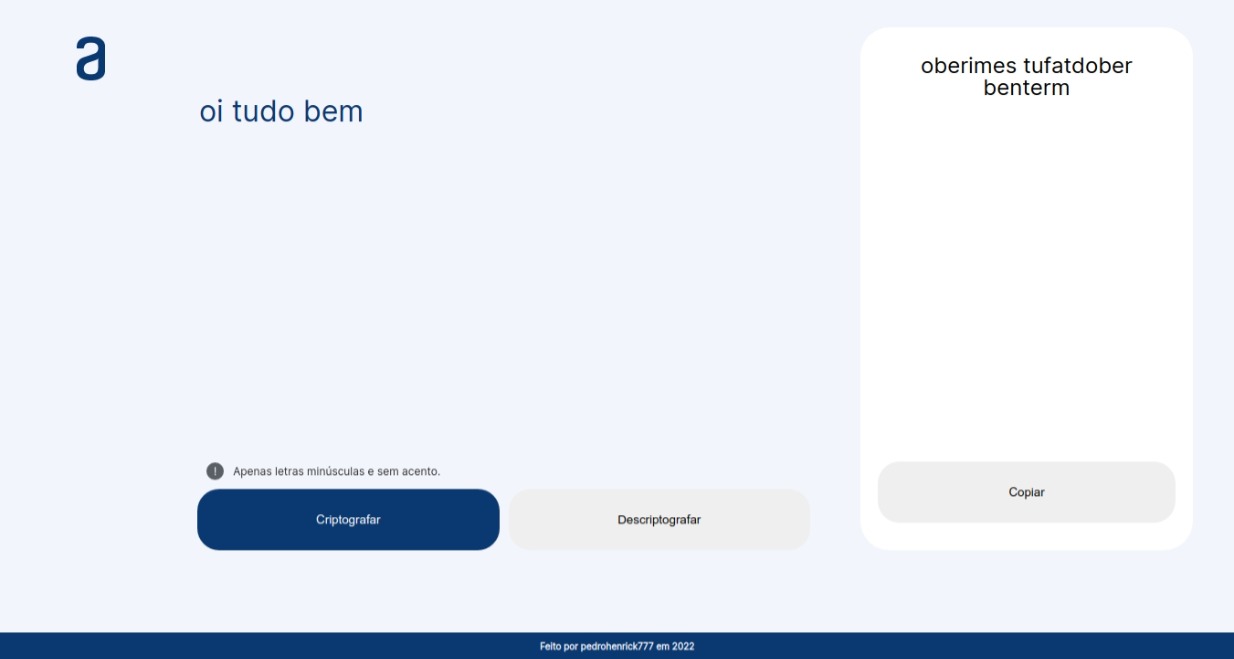 a
oi tudo bem
oberimes tufatdober
benterm
! Apenas letras minúsculas e sem acento.
Criptografar
Descriptografar
Copiar
Feito por pedrohenrick777 em 2022